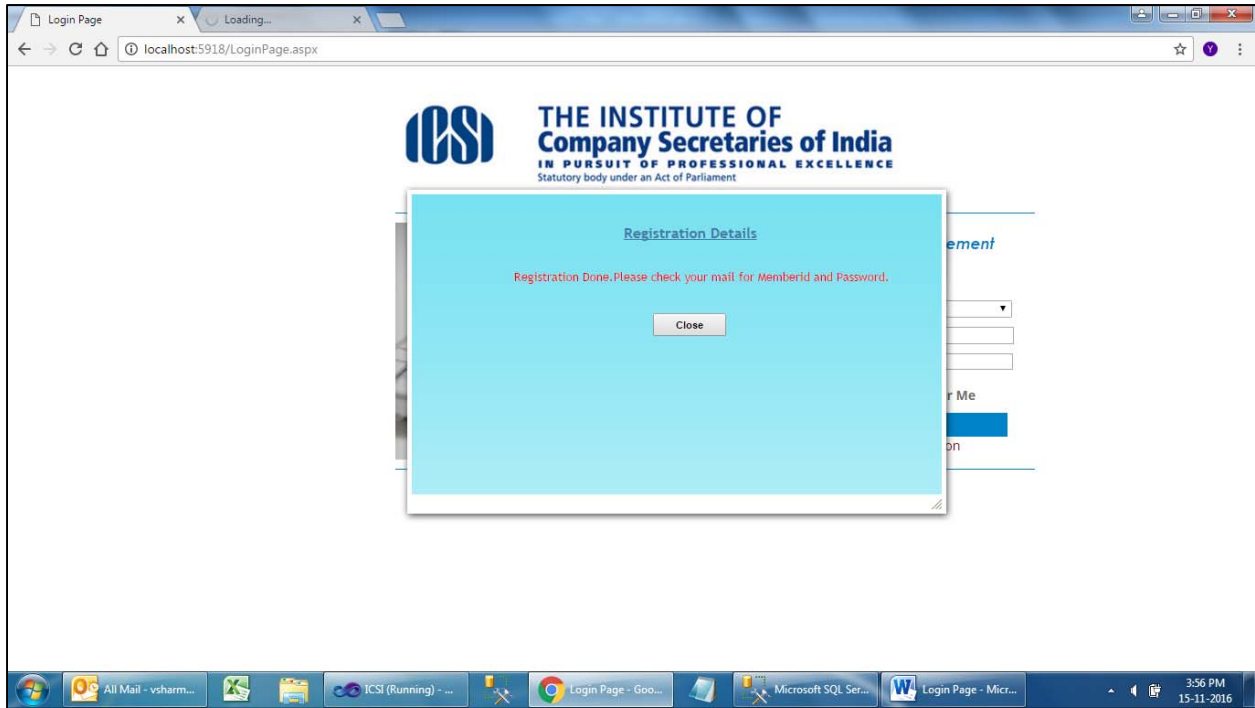 Login Page
Loading...
localhost:5918/LoginPage.aspx
Y
ICSI
THE INSTITUTE OF
Company Secretaries of India
IN PURSUIT OF PROFESSIONAL EXCELLENCE
Statutory body under an Act of Parliament
Registration Details
ement
Registration Done.Please check your mail for Memberid and Password.
Close
r Me
on
All Mail - vsharm...
ICSI (Running) - ...
Login Page - Goo...
Microsoft SQL Ser...
Login Page - Micr...
3:56 PM
15-11-2016